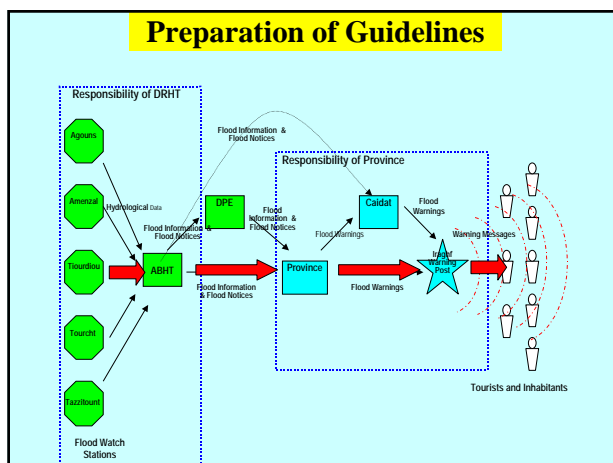 Preparation of Guidelines
Responsibility of DRHT
Agouns
Flood Information &
Flood Notices
Responsibility of Province
Amenzal
Hydrological Data
DPE
Flood
Information &
Flood Notices
Caidat
Flood
Warnings
Flood Information &
Flood Notices
Flood Warnings
Warning Messages
Tiourdiou
ABHT
Province
Iraghf
Warning
Post
Flood Information
& Flood Notices
Flood Warnings
Tourcht
Tazzitount
Tourists and Inhabitants
Flood Watch
Stations